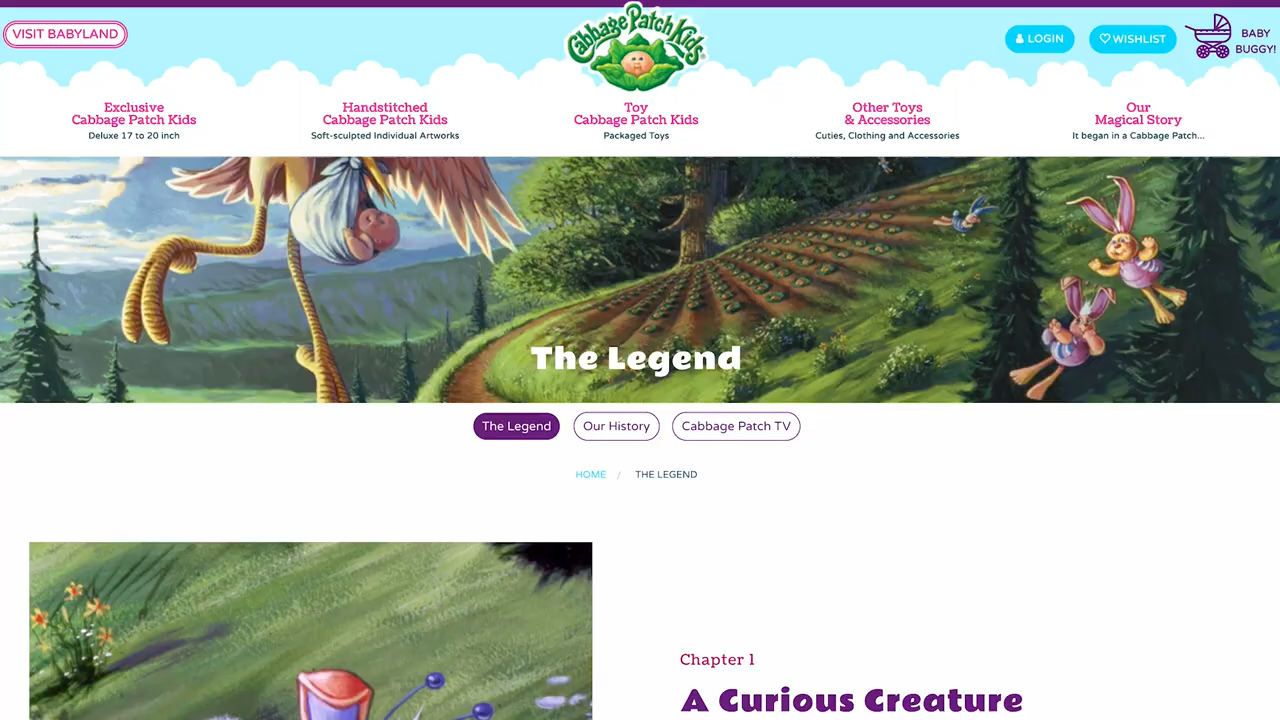 VISIT BABYLAND
Cabbage Patch Kids
LOGIN
WISHLIST
BABY
BUGGY!
Exclusive
Cabbage Patch Kids
Deluxe 17 to 20 inch
Handstitched
Cabbage Patch Kids
Soft-sculpted Individual Artworks
Toy
Cabbage Patch Kids
Packaged Toys
Other Toys
& Accessories
Cuties, Clothing and Accessories
Our
Magical Story
It began in a Cabbage Patch...
The Legend
The Legend
Our History
Cabbage Patch TV
HOME / THE LEGEND
Chapter 1
A Curious Creature